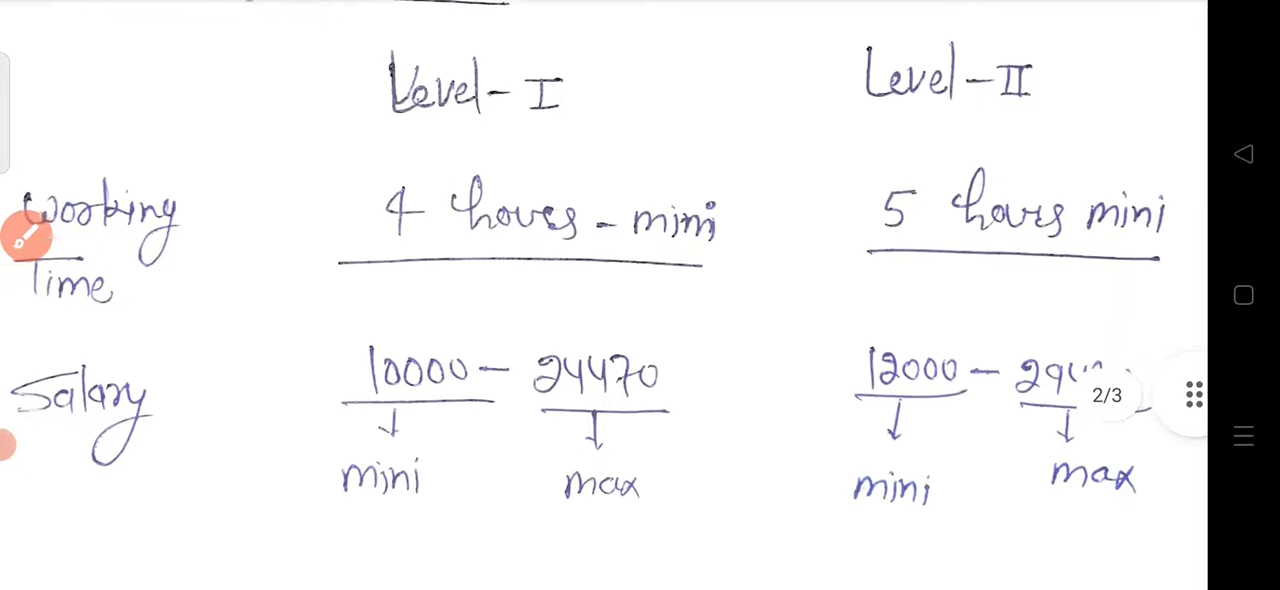 Level - I Level - II
Working 4 hours - mini 5 hours mini
Time
Salary 10000 - 24470 12000 -
2/3
mini max mini max